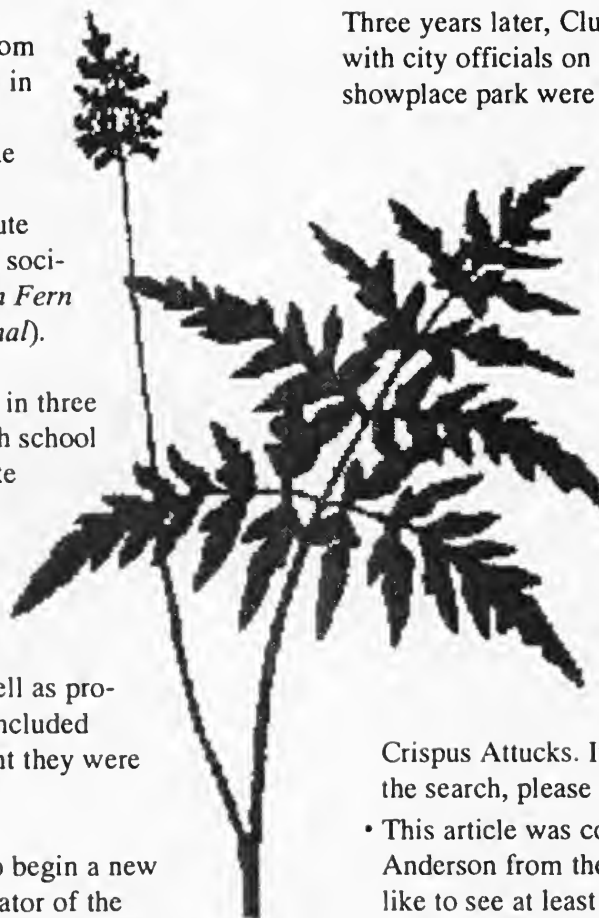 om
in
ute
soci-
n Fern
nal).
in three
h school
ell as pro-
ncluded
nt they were
o begin a new
ator of the
Three years later, Clu
with city officials on
showplace park were
Crispus Attucks. I
the search, please
• This article was co
Anderson from the
like to see at least